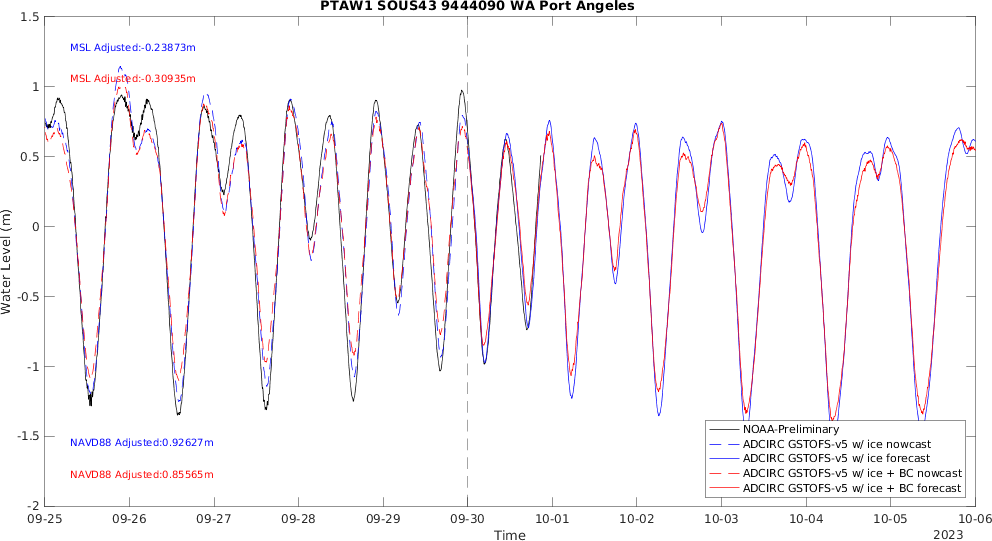 PTAW1 SOUS43 9444090 WA Port Angeles
1.5
1
0.5
0
-0.5
-1
-1.5
-2
Water Level (m)
MSL Adjusted:-0.23873m
MSL Adjusted:-0.30935m
NAVD88 Adjusted:0.92627m
NAVD88 Adjusted:0.85565m
NOAA-Preliminary
ADCIRC GSTOFS-v5 w/ ice nowcast
ADCIRC GSTOFS-v5 w/ ice forecast
ADCIRC GSTOFS-v5 w/ ice + BC nowcast
ADCIRC GSTOFS-v5 w/ ice + BC forecast
09-25 09-26 09-27 09-28 09-29 09-30 10-01 10-02 10-03 10-04 10-05 10-06
Time
2023